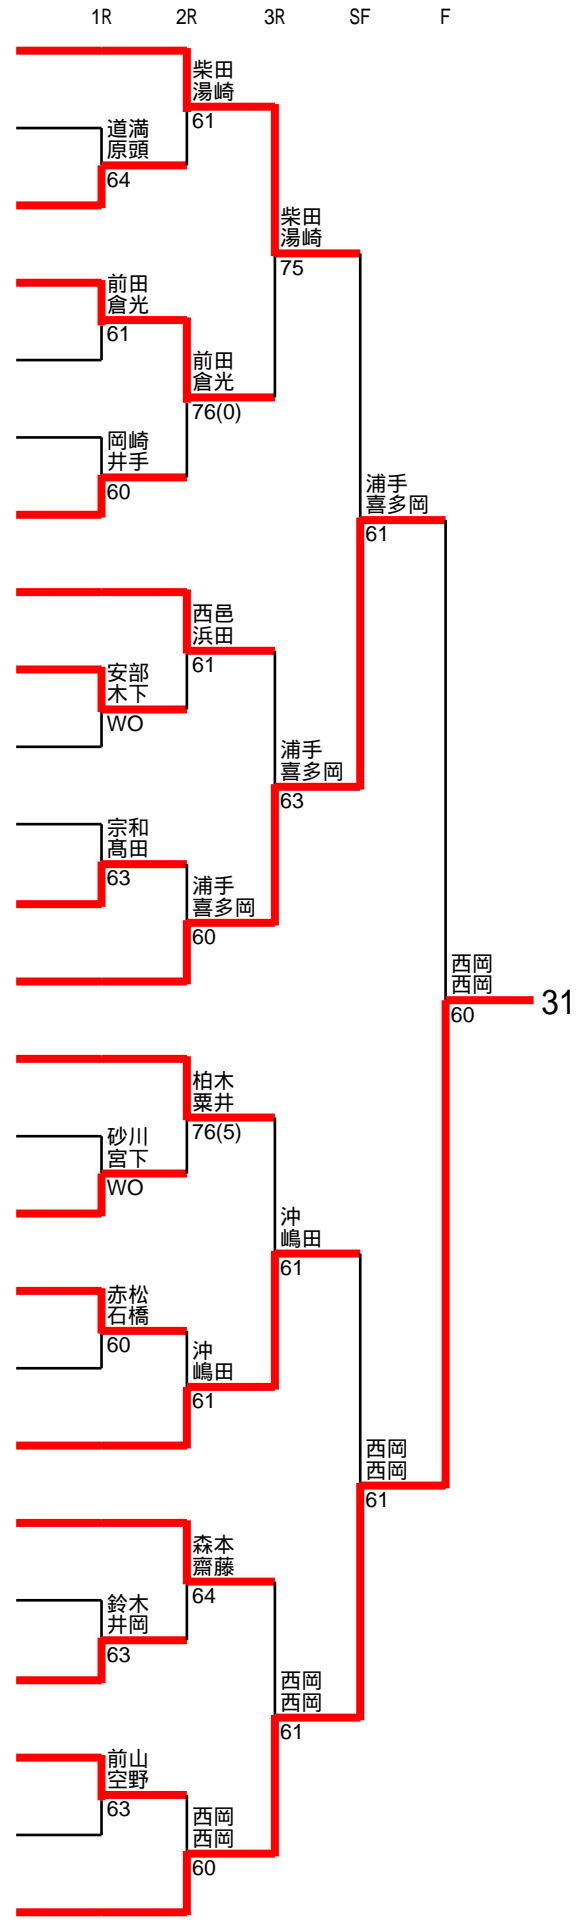 1R 2R 3R SF F
柴田
湯崎
61
道満
原頭
64
柴田
湯崎
75
前田
倉光
61
前田
倉光
76(0)
岡崎
井手
60
浦手
喜多岡
61
西邑
浜田
61
安部
木下
WO
浦手
喜多岡
63
宗和
髙田
63
浦手
喜多岡
60
西岡
西岡
60
31
柏木
粟井
76(5)
砂川
宮下
WO
沖
嶋田
61
赤松
石橋
60
沖
嶋田
61
西岡
西岡
61
森本
齋藤
64
鈴木
井岡
63
西岡
西岡
61
前山
空野
63
西岡
西岡
60